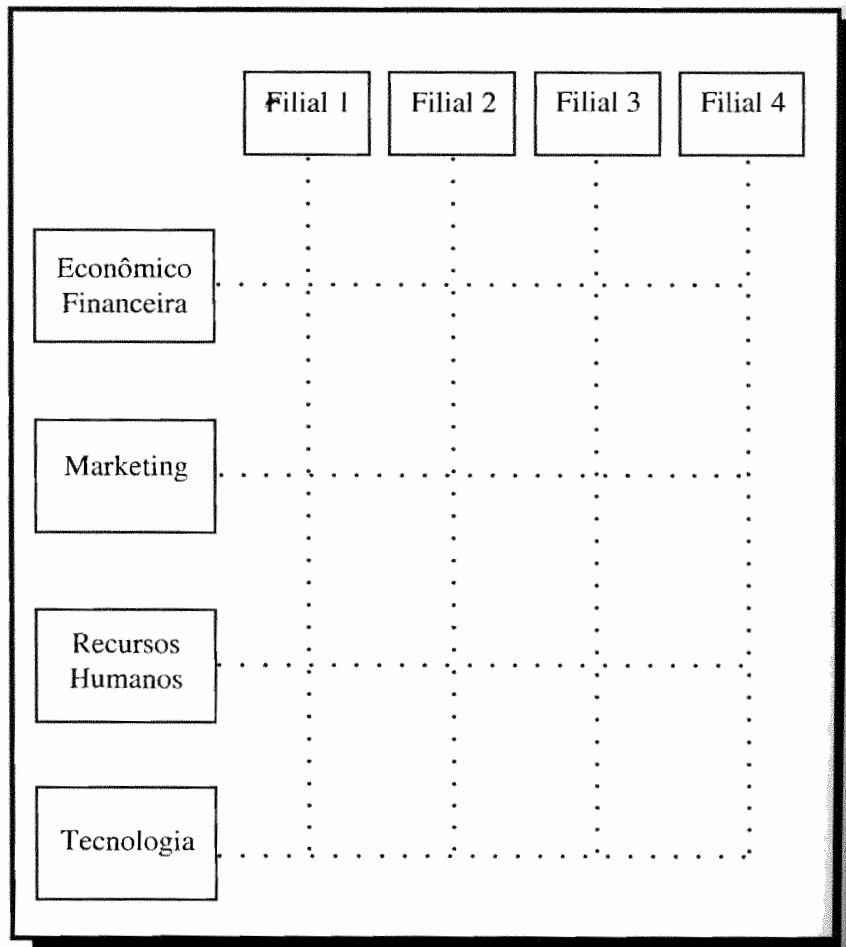 Filial 1
Filial 2
Filial 3
Filial 4
Econômico
Financeira
Marketing
Recursos
Humanos
Tecnologia